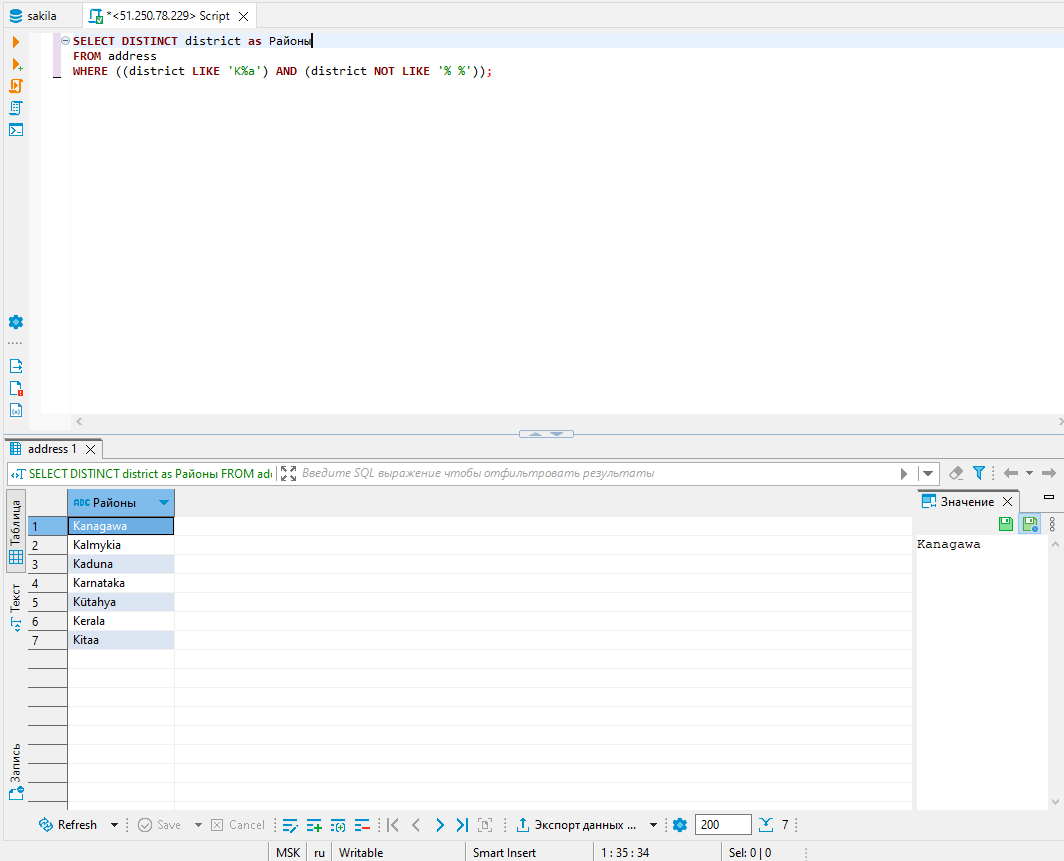 sakila
*<51.250.78.229> Script
SELECT DISTINCT district as Районы
FROM address
WHERE ((district LIKE 'K%a') AND (district NOT LIKE '% %'));
address 1
SELECT DISTINCT district as Районы FROM add
Введите SQL выражение чтобы отфильтровать результаты
Таблица
Текст
Запись
ABC Районы
1 Kanagawa
2 Kalmykia
3 Kaduna
4 Karnataka
5 Kütahya
6 Kerala
7 Kitaa
Значение
Kanagawa
Refresh
Save
Cancel
Экспорт данных ...
200
7
MSK
ru
Writable
Smart Insert
1 : 35 : 34
Sel: 0 | 0